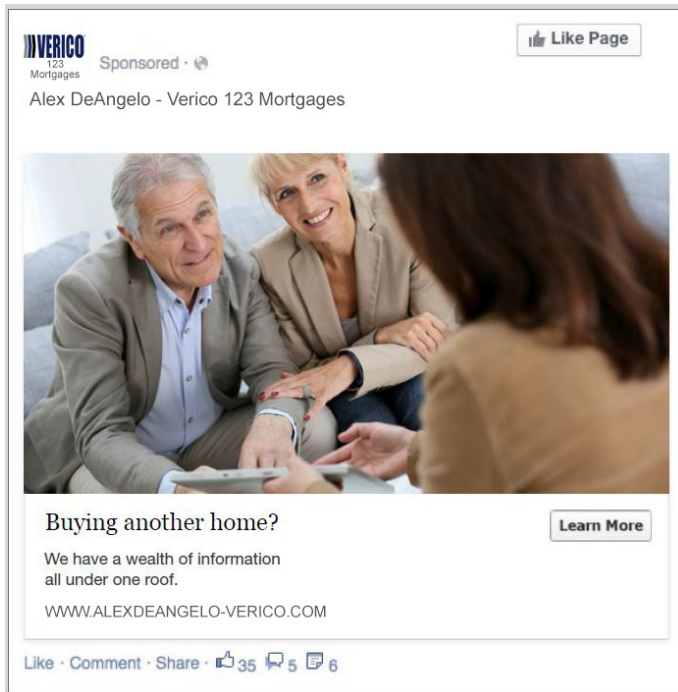 VERICO
123
Mortgages
Sponsored ·
Like Page
Alex DeAngelo - Verico 123 Mortgages
Buying another home?
Learn More
We have a wealth of information
all under one roof.
WWW.ALEXDEANGELO-VERICO.COM
Like · Comment · Share · 35 5 6